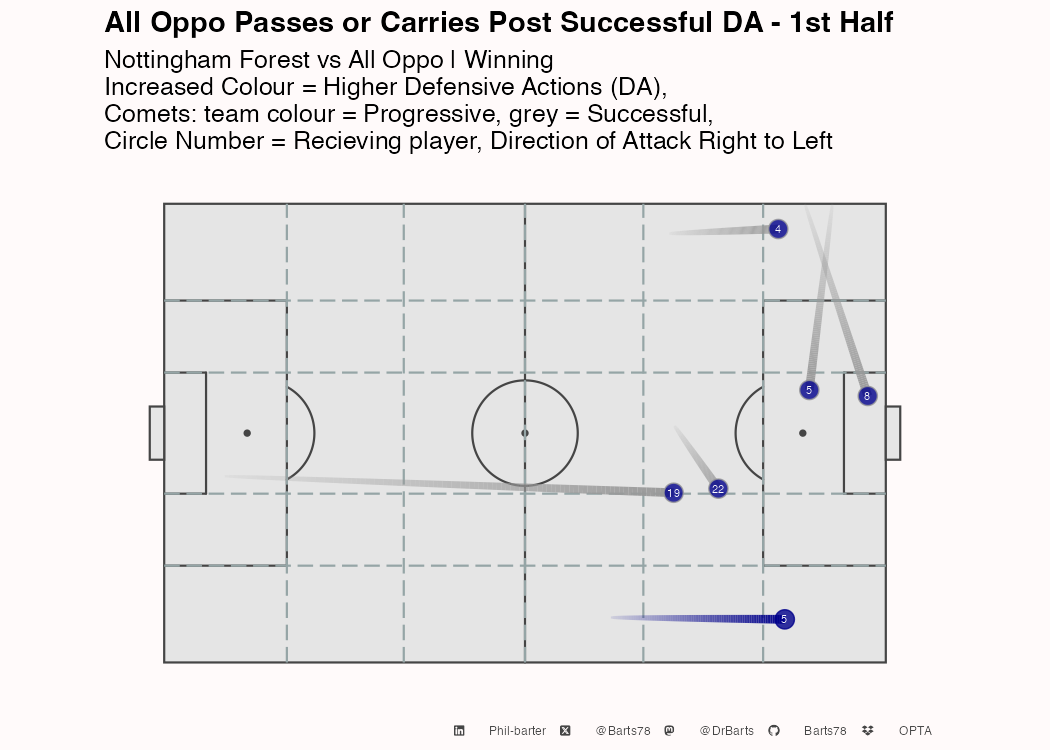 All Oppo Passes or Carries Post Successful DA - 1st Half
Nottingham Forest vs All Oppo | Winning
Increased Colour = Higher Defensive Actions (DA),
Comets: team colour = Progressive, grey = Successful,
Circle Number = Recieving player, Direction of Attack Right to Left
4
5
8
22
19
5
Phil-barter @Barts78 @DrBarts Barts78 OPTA